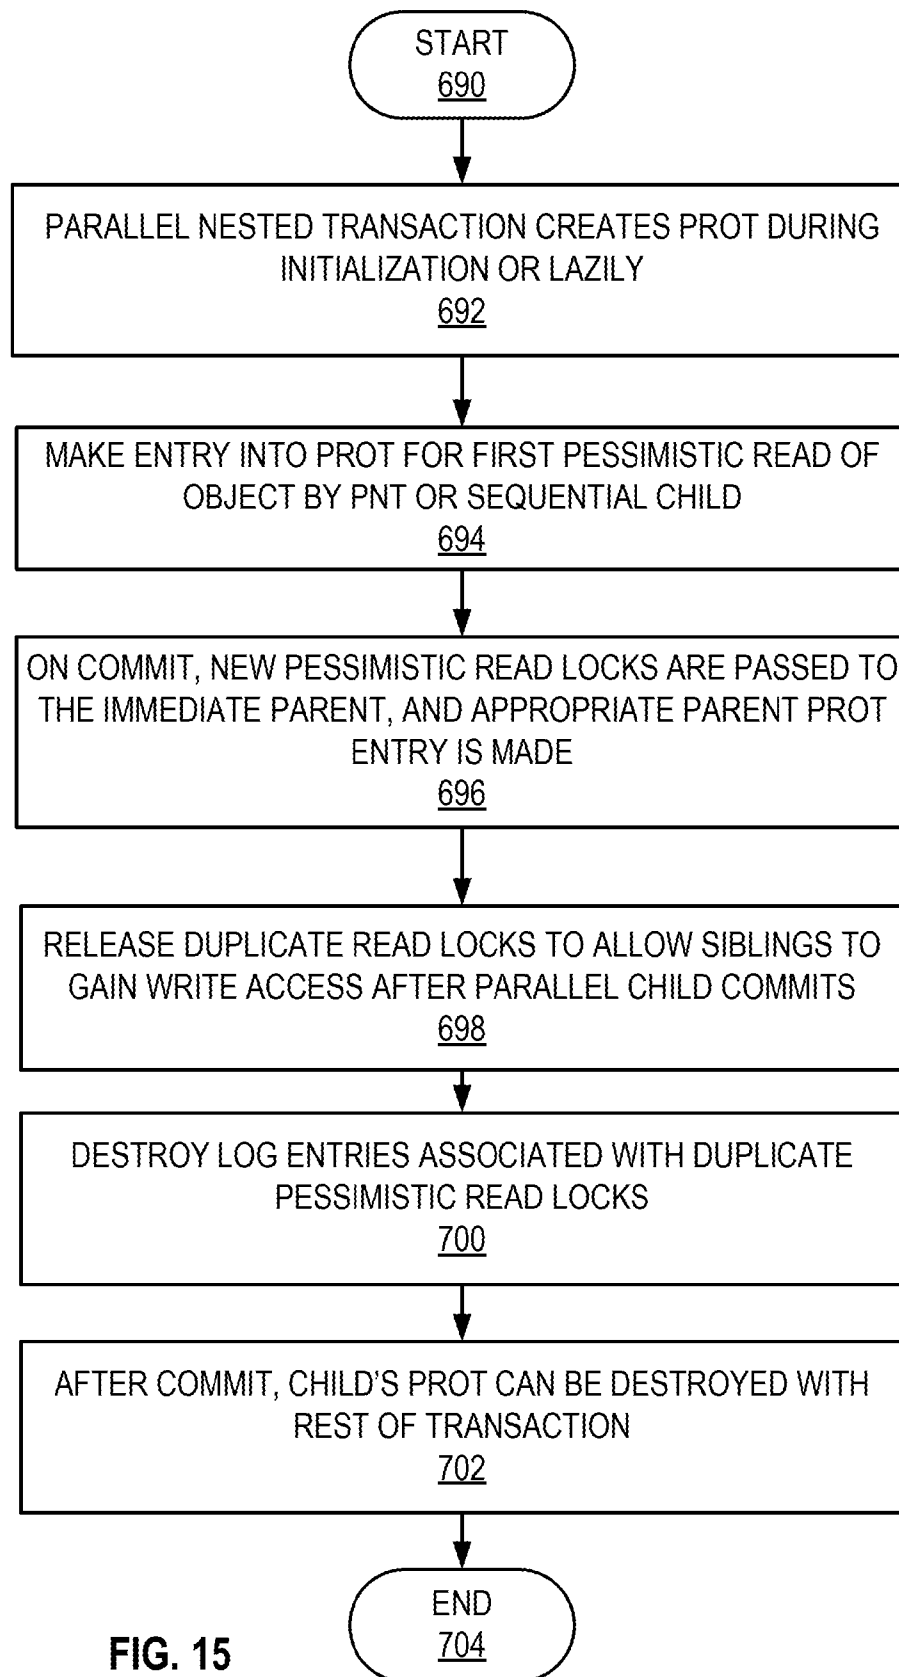 START
690
PARALLEL NESTED TRANSACTION CREATES PROT DURING
INITIALIZATION OR LAZILY
692
MAKE ENTRY INTO PROT FOR FIRST PESSIMISTIC READ OF
OBJECT BY PNT OR SEQUENTIAL CHILD
694
ON COMMIT, NEW PESSIMISTIC READ LOCKS ARE PASSED TO
THE IMMEDIATE PARENT, AND APPROPRIATE PARENT PROT
ENTRY IS MADE
696
RELEASE DUPLICATE READ LOCKS TO ALLOW SIBLINGS TO
GAIN WRITE ACCESS AFTER PARALLEL CHILD COMMITS
698
DESTROY LOG ENTRIES ASSOCIATED WITH DUPLICATE
PESSIMISTIC READ LOCKS
700
AFTER COMMIT, CHILD'S PROT CAN BE DESTROYED WITH
REST OF TRANSACTION
702
END
704
FIG. 15